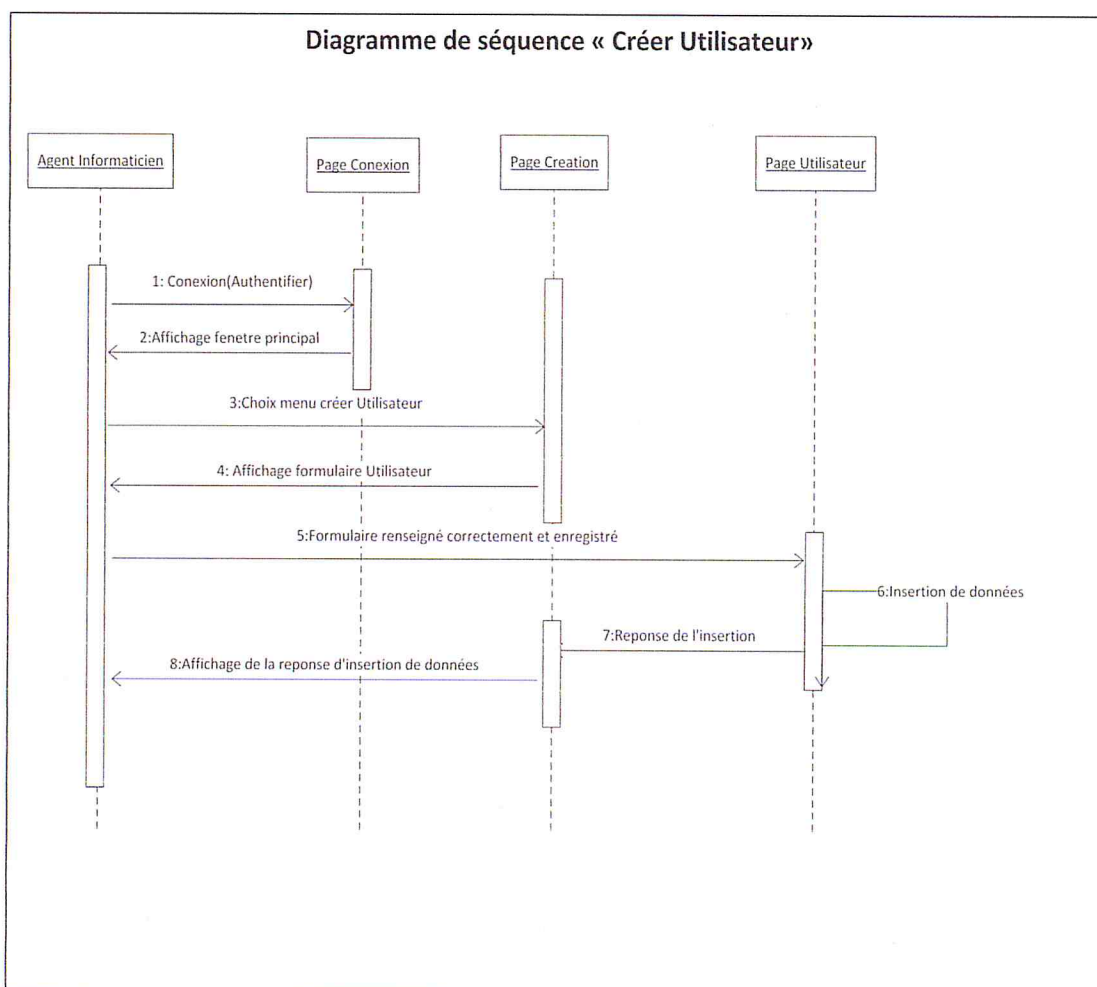 Diagramme de séquence « Créer Utilisateur»
Agent Informaticien
Page Conexion
Page Creation
Page Utilisateur
1: Conexion(Authentifier)
2:Affichage fenetre principal
3:Choix menu créer Utilisateur
4: Affichage formulaire Utilisateur
5:Formulaire renseigné correctement et enregistré
6:Insertion de données
7:Reponse de l'insertion
8:Affichage de la reponse d'insertion de données